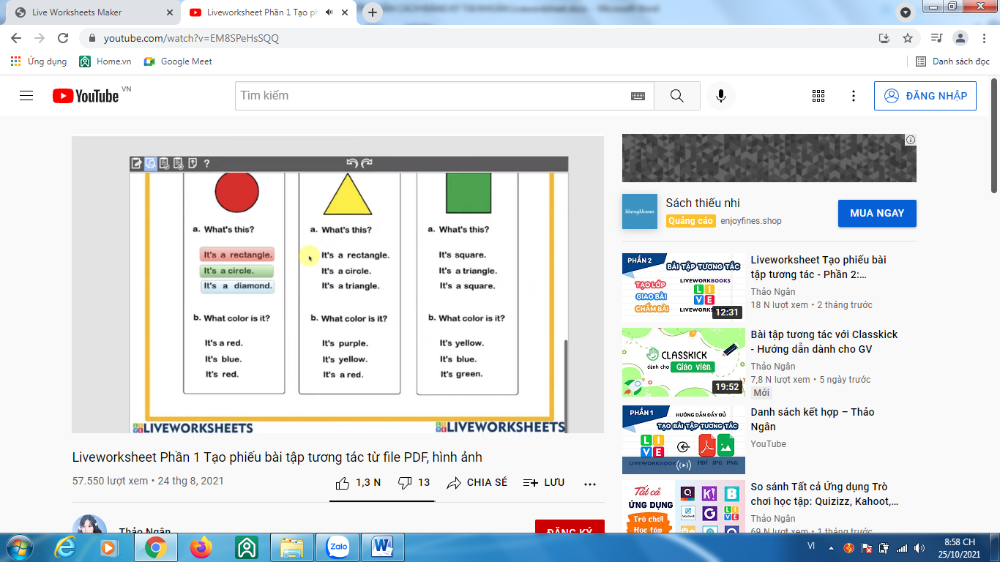 Live Worksheets Maker
Liveworksheet Phần 1 Tạo ph
youtube.com/watch?v=EM8SPeHsSQQ
Ứng dụng
Home.vn
Google Meet
Danh sách đọc
YouTube VN
Tìm kiếm
ĐĂNG NHẬP
?
a. What's this?
It's a rectangle.
It's a circle.
It's a diamond.
b. What color is it?
It's a red.
It's blue.
It's red.
a. What's this?
It's a rectangle.
It's a circle.
It's a triangle.
b. What color is it?
It's purple.
It's yellow.
It's a red.
a. What's this?
It's square.
It's a triangle.
It's a square.
b. What color is it?
It's yellow.
It's blue.
It's green.
LIVE LIVEWORKSHEETS
LIVE LIVEWORKSHEETS
Liveworksheet Phần 1 Tạo phiếu bài tập tương tác từ file PDF, hình ảnh
57.550 lượt xem • 24 thg 8, 2021
1,3 N
13
CHIA SẺ
LƯU
Thảo Ngân
ĐĂNG KÝ
Sách thiếu nhi
Quảng cáo enjoyfines.shop
MUA NGAY
PHẦN 2
BÀI TẬP TƯƠNG TÁC
TẠO LỚP
GIAO BÀI
CHẤM BÀI
LIVEWORKBOOKS
LIVE
LIVEWORKS
12:31
Liveworksheet Tạo phiếu bài
tập tương tác - Phần 2:...
Thảo Ngân
18 N lượt xem • 2 tháng trước
CLASSKICK
dành cho Giáo viên
19:52
Bài tập tương tác với Classkick
- Hướng dẫn dành cho GV
Thảo Ngân
7,8 N lượt xem • 5 ngày trước
Mới
PHẦN 1
HƯỚNG DẪN ĐẦY ĐỦ
TẠO BÀI TẬP TƯƠNG TÁC
LIVE
LIVEWORKBOOK
PDF JPG PNG
Danh sách kết hợp – Thảo
Ngân
YouTube
Tất cả
ỨNG DỤNG
Trò chơi
Học tập
Q
K!
B
LIVE
So sánh Tất cả Ứng dụng Trò
chơi học tập: Quizizz, Kahoot,...
Thảo Ngân
69 N lượt xem • 1 tháng trước
Zalo
VI
8:58 CH
25/10/2021